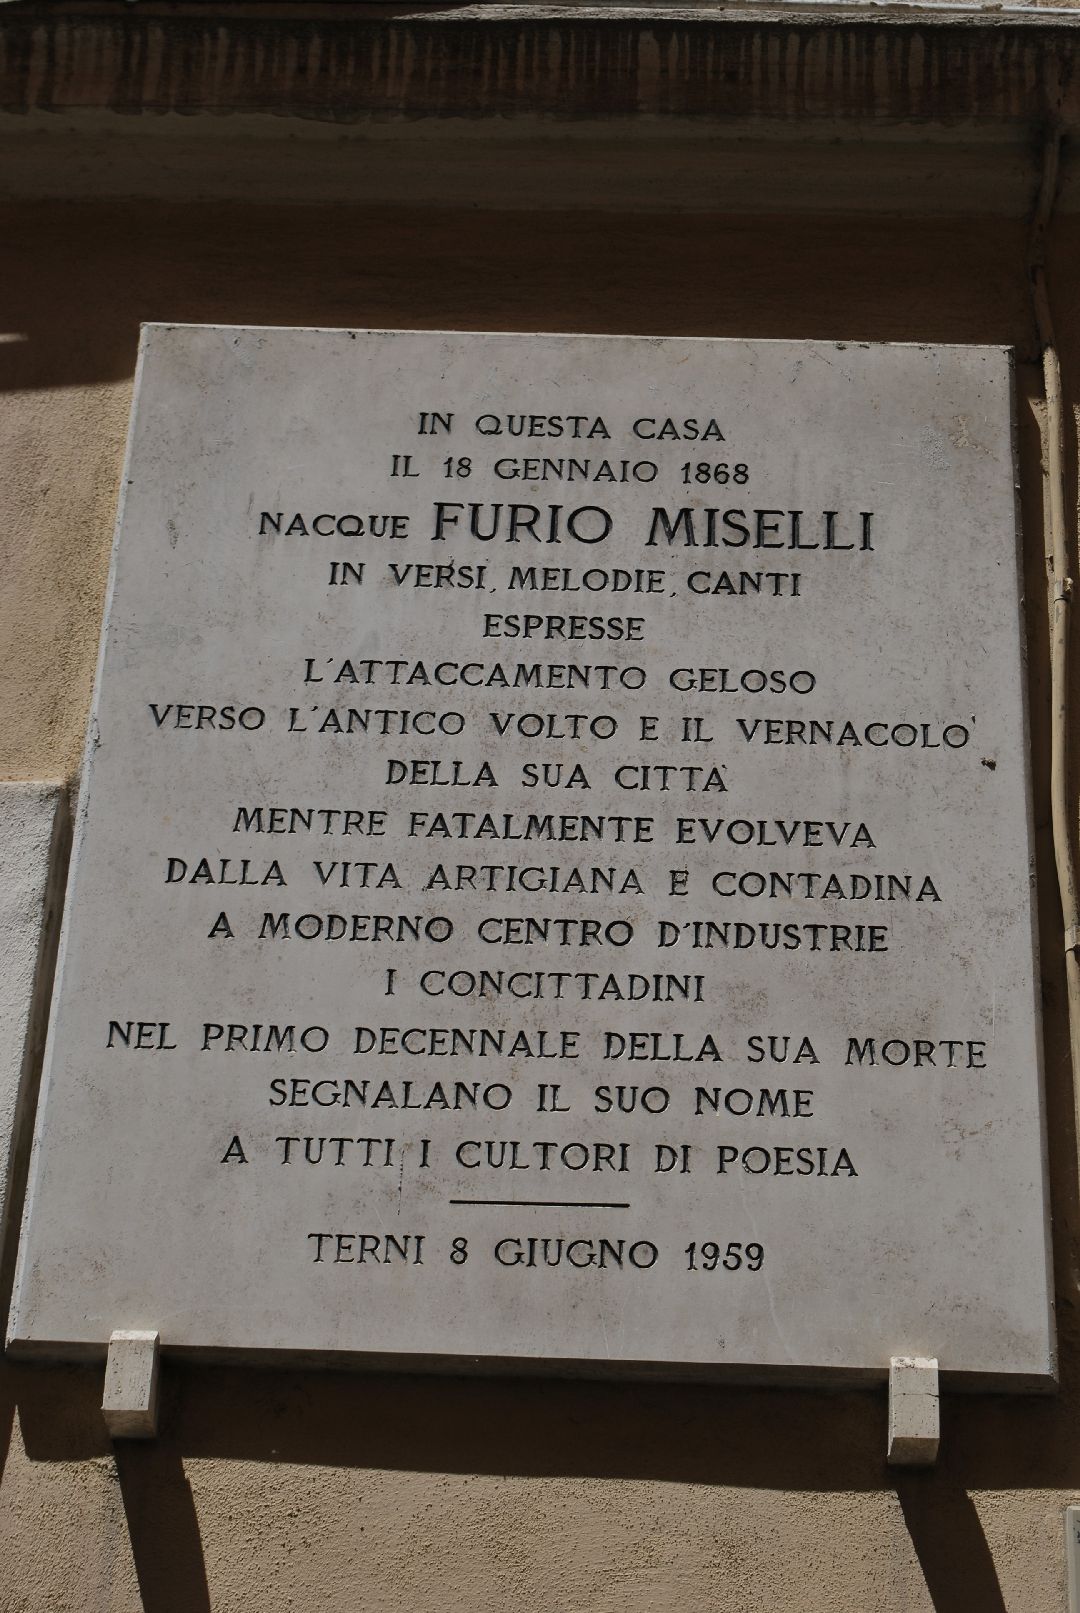 IN QUESTA CASA
IL 18 GENNAIO 1868
NACQUE FURIO MISELLI
IN VERSI, MELODIE, CANTI
ESPRESSE
L'ATTACCAMENTO GELOSO
VERSO L'ANTICO VOLTO E IL VERNACOLO
DELLA SUA CITTÀ
MENTRE FATALMENTE EVOLVEVA
DALLA VITA ARTIGIANA E CONTADINA
A MODERNO CENTRO D'INDUSTRIE
I CONCITTADINI
NEL PRIMO DECENNALE DELLA SUA MORTE
SEGNALANO IL SUO NOME
A TUTTI I CULTORI DI POESIA
TERNI 8 GIUGNO 1959